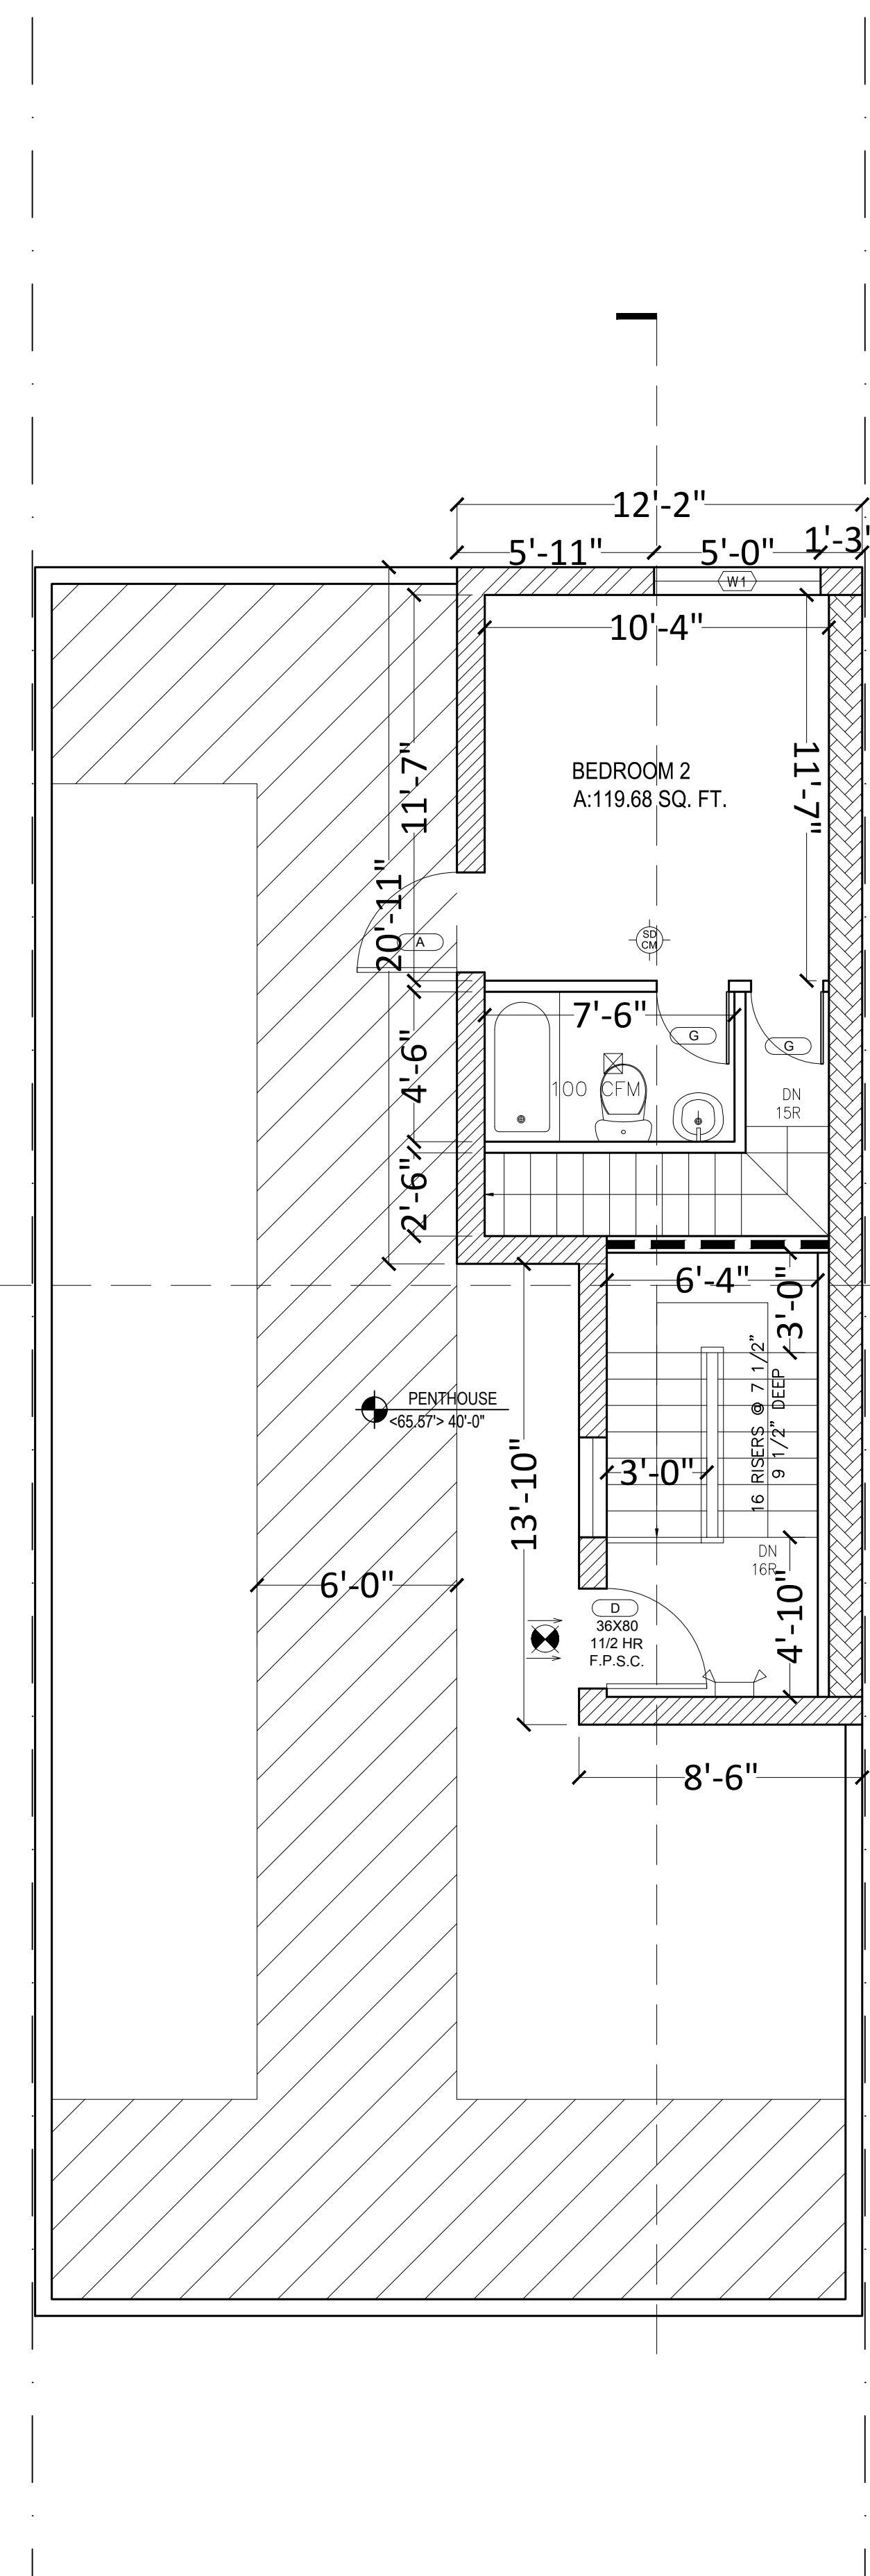 12'-2"
5'-11"
5'-0"
1'-3"
W1
10'-4"
11'-7"
11'-7"
BEDROOM 2
A:119.68 SQ. FT.
20'-11"
A
SD
CM
7'-6"
G
G
4'-6"
100 CFM
DN
15R
2'-6"
6'-4"
3'-0"
16 RISERS @ 7 1/2"
9 1/2" DEEP
PENTHOUSE
<65.57'> 40'-0"
3'-0"
13'-10"
DN
16R
6'-0"
4'-10"
D
36X80
11/2 HR
F.P.S.C.
8'-6"